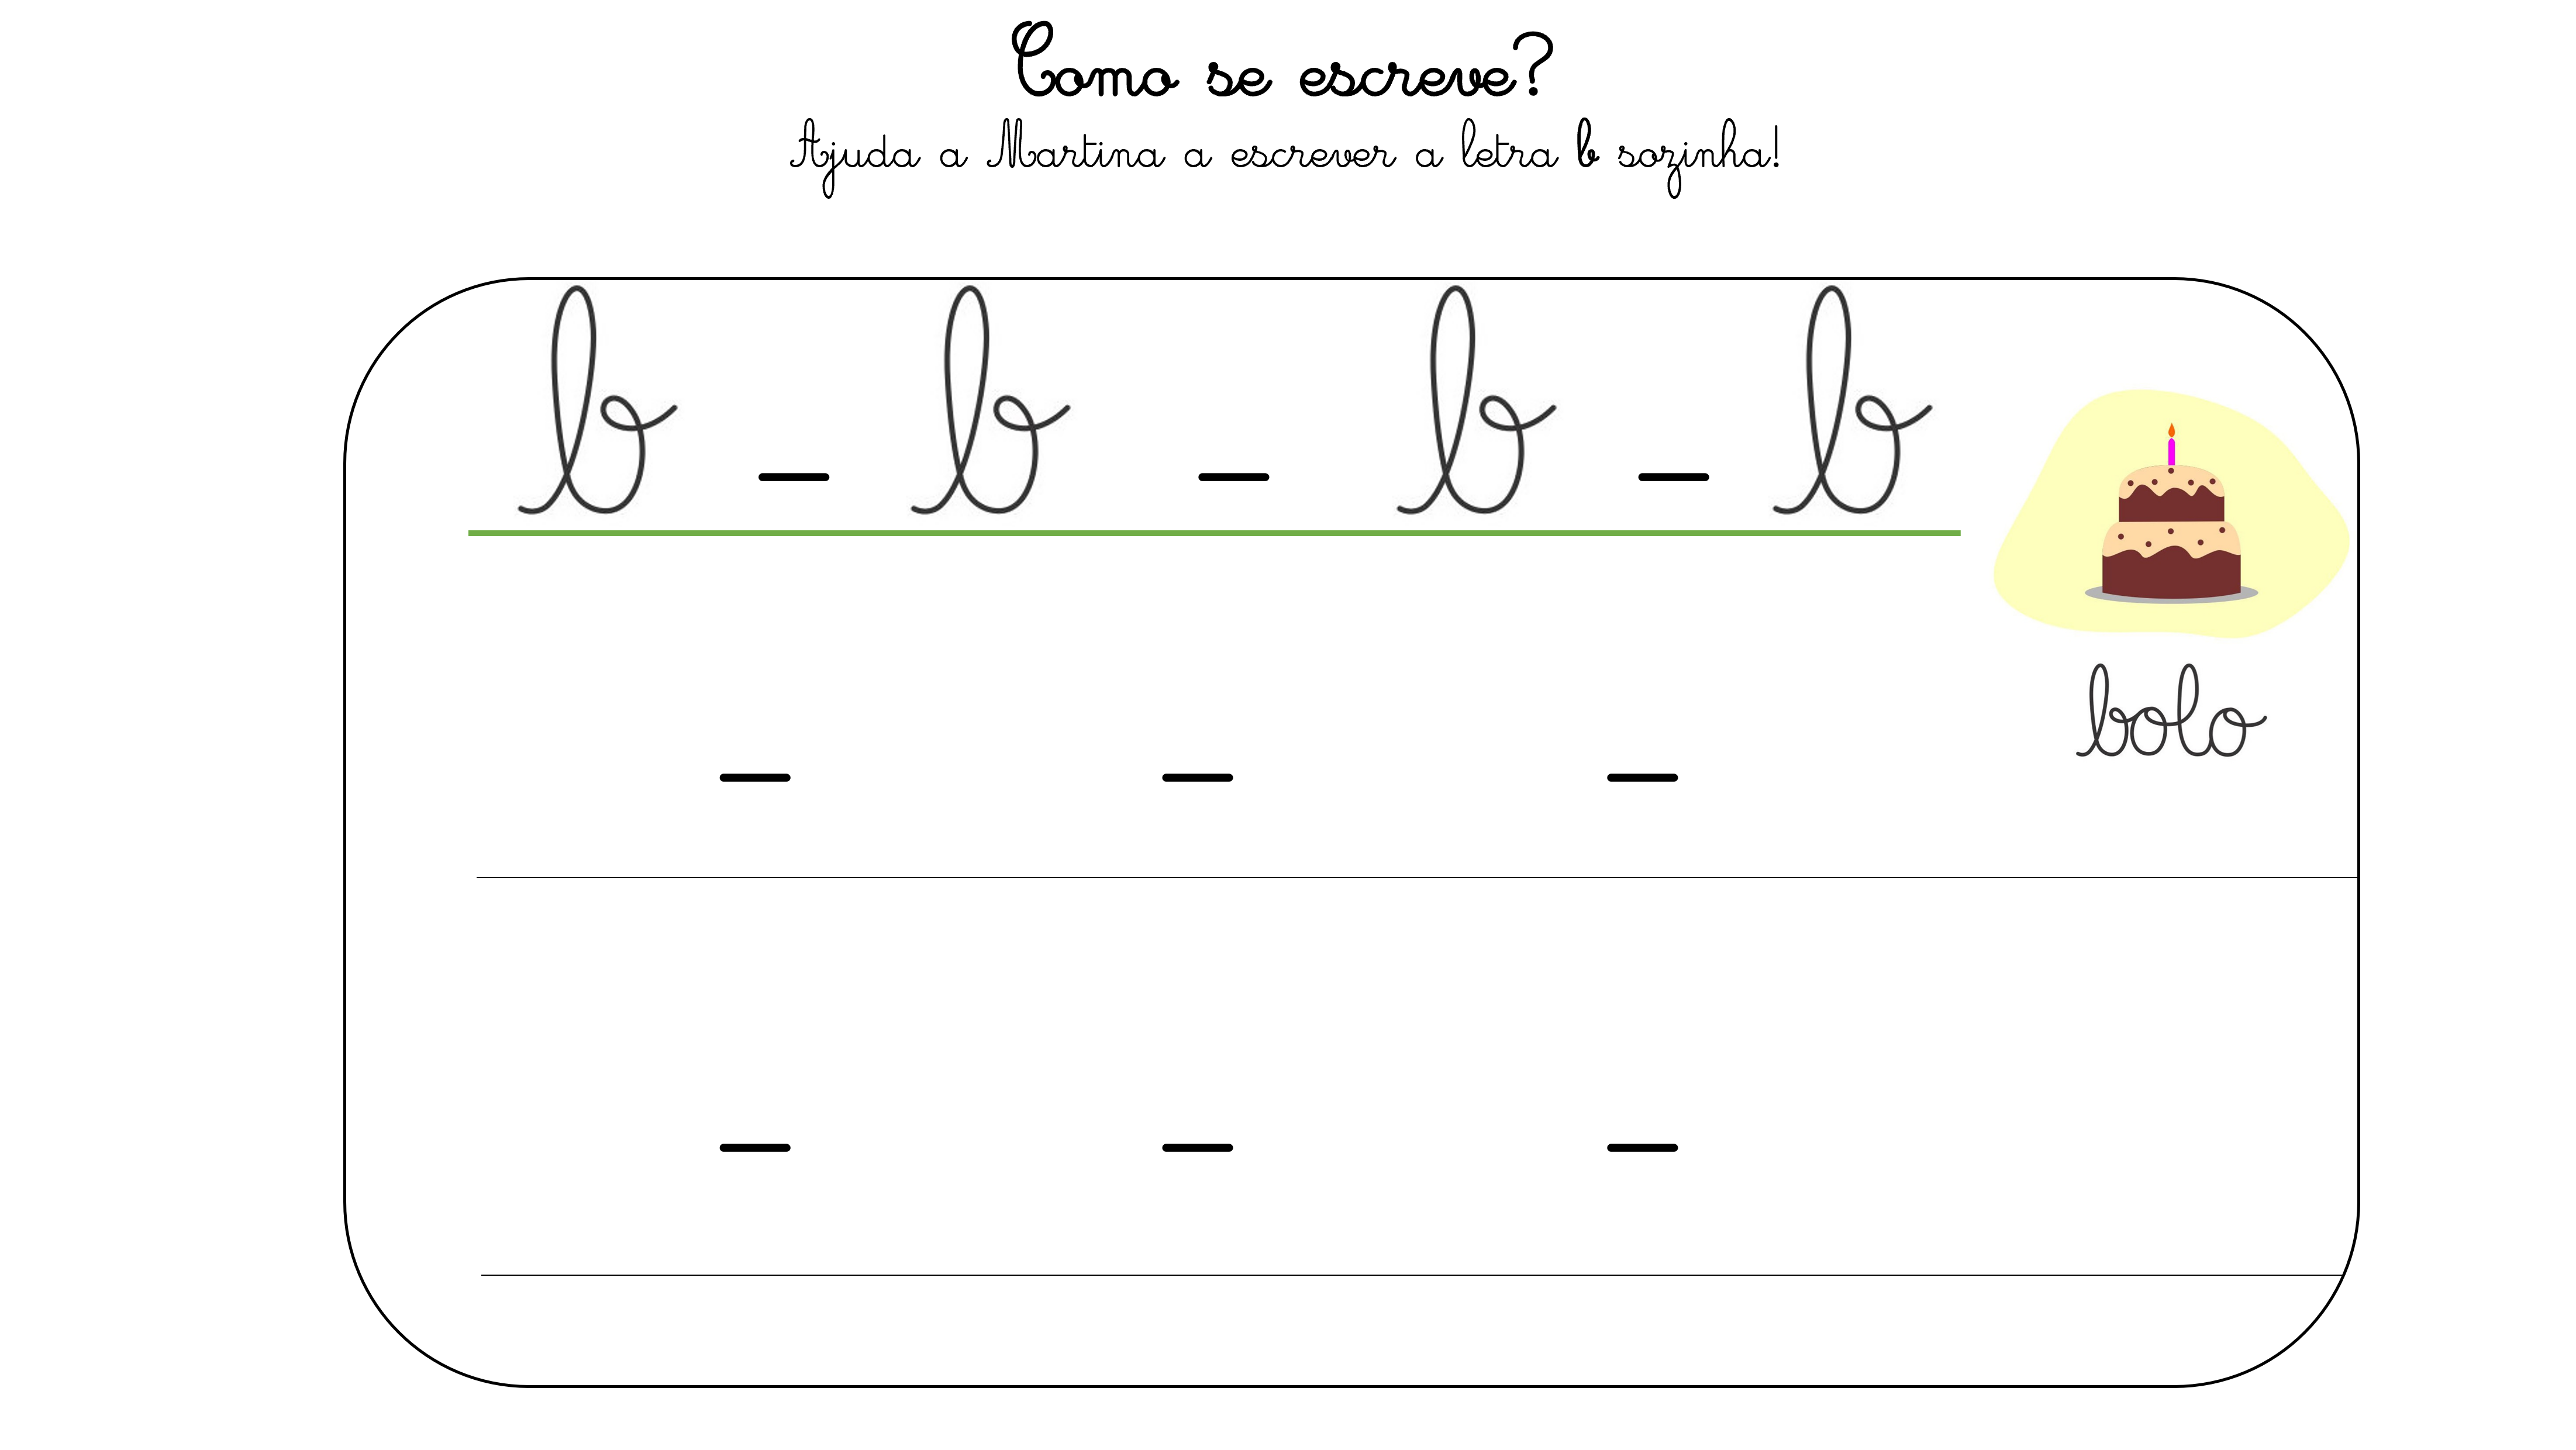 Como se escreve?
Ajuda a Martina a escrever a letra b sozinha!
b - b - b - b
bolo
- - -
- - -